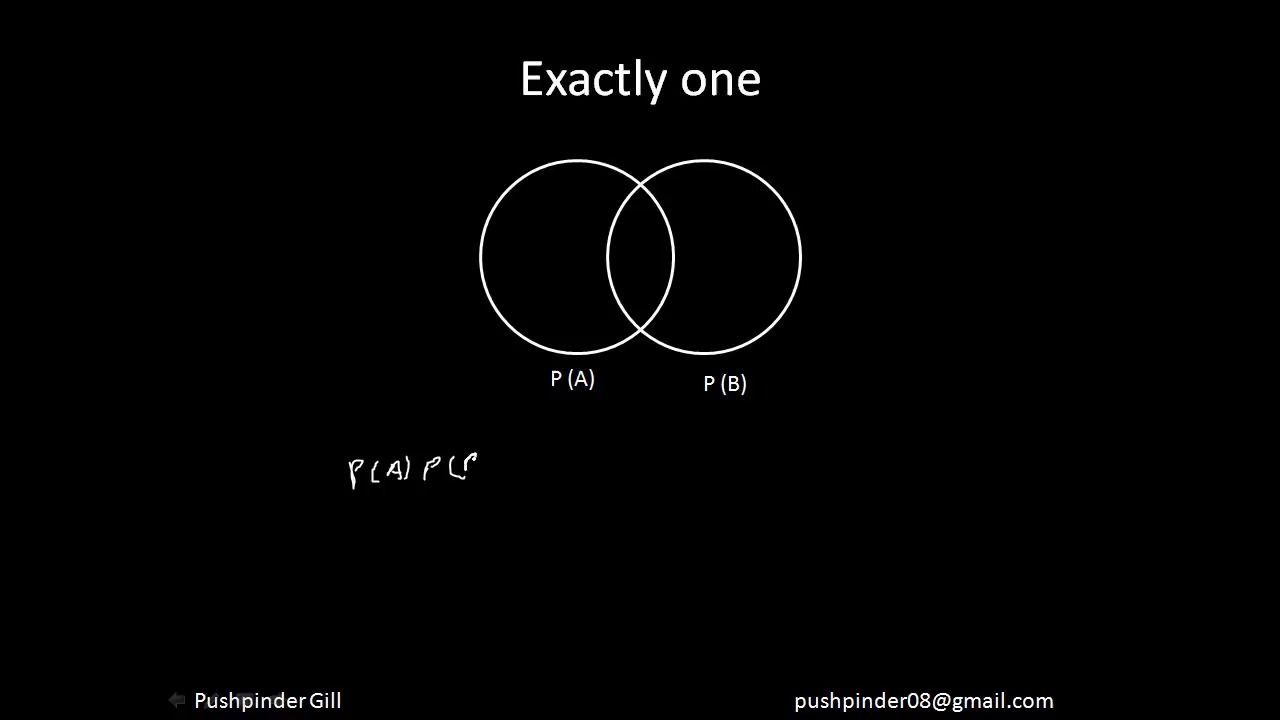 Exactly one
P (A)
P (B)
P(A) P(P
Pushpinder Gill
pushpinder08@gmail.com